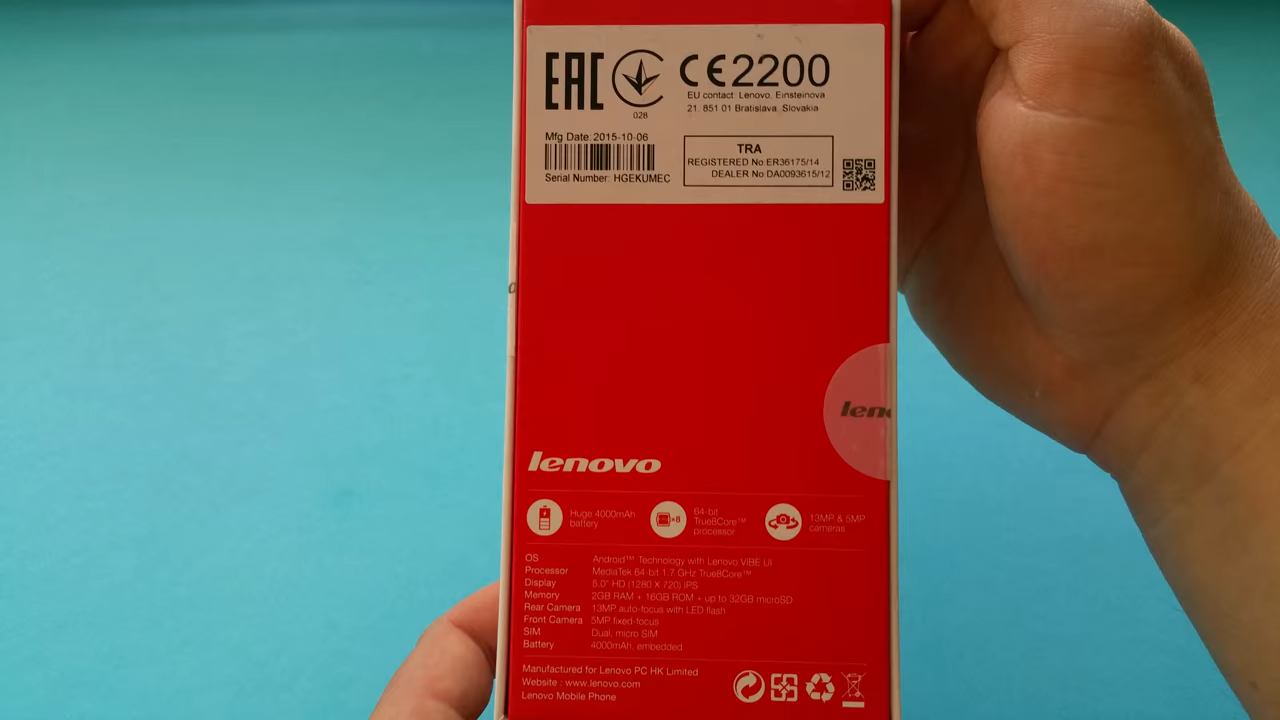 EAC
CE2200
028
EU contact: Lenovo, Einsteinova
21, 851 01 Bratislava, Slovakia
Mfg Date: 2015-10-06
Serial Number: HGEKUMEC
TRA
REGISTERED No:ER36175/14
DEALER No:DA0093615/12
leno
lenovo
Huge 4000mAh
battery
×8
64-bit
True8Core™
processor
13MP & 5MP
cameras
OS Android™ Technology with Lenovo VIBE UI
Processor MediaTek 64-bit 1.7 GHz True8Core™
Display 5.0" HD (1280 X 720) IPS
Memory 2GB RAM + 16GB ROM + up to 32GB microSD
Rear Camera 13MP auto-focus with LED flash
Front Camera 5MP fixed-focus
SIM Dual, micro SIM
Battery 4000mAh, embedded
Manufactured for Lenovo PC HK Limited
Website : www.lenovo.com
Lenovo Mobile Phone